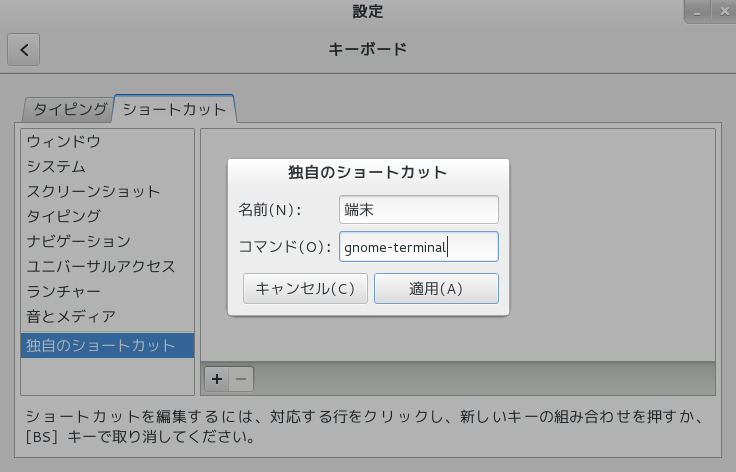 設定
キーボード
タイピング ショートカット
ウィンドウ
システム
スクリーンショット
タイピング
ナビゲーション
ユニバーサルアクセス
ランチャー
音とメディア
独自のショートカット
独自のショートカット
名前(N): 端末
コマンド(O): gnome-terminal
キャンセル(C) 適用(A)
ショートカットを編集するには、対応する行をクリックし、新しいキーの組み合わせを押すか、
[BS] キーで取り消してください。